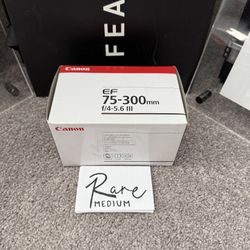 FEA
Canon
EF
75-300mm
f/4-5.6 III
Canon
Rare
MEDIUM